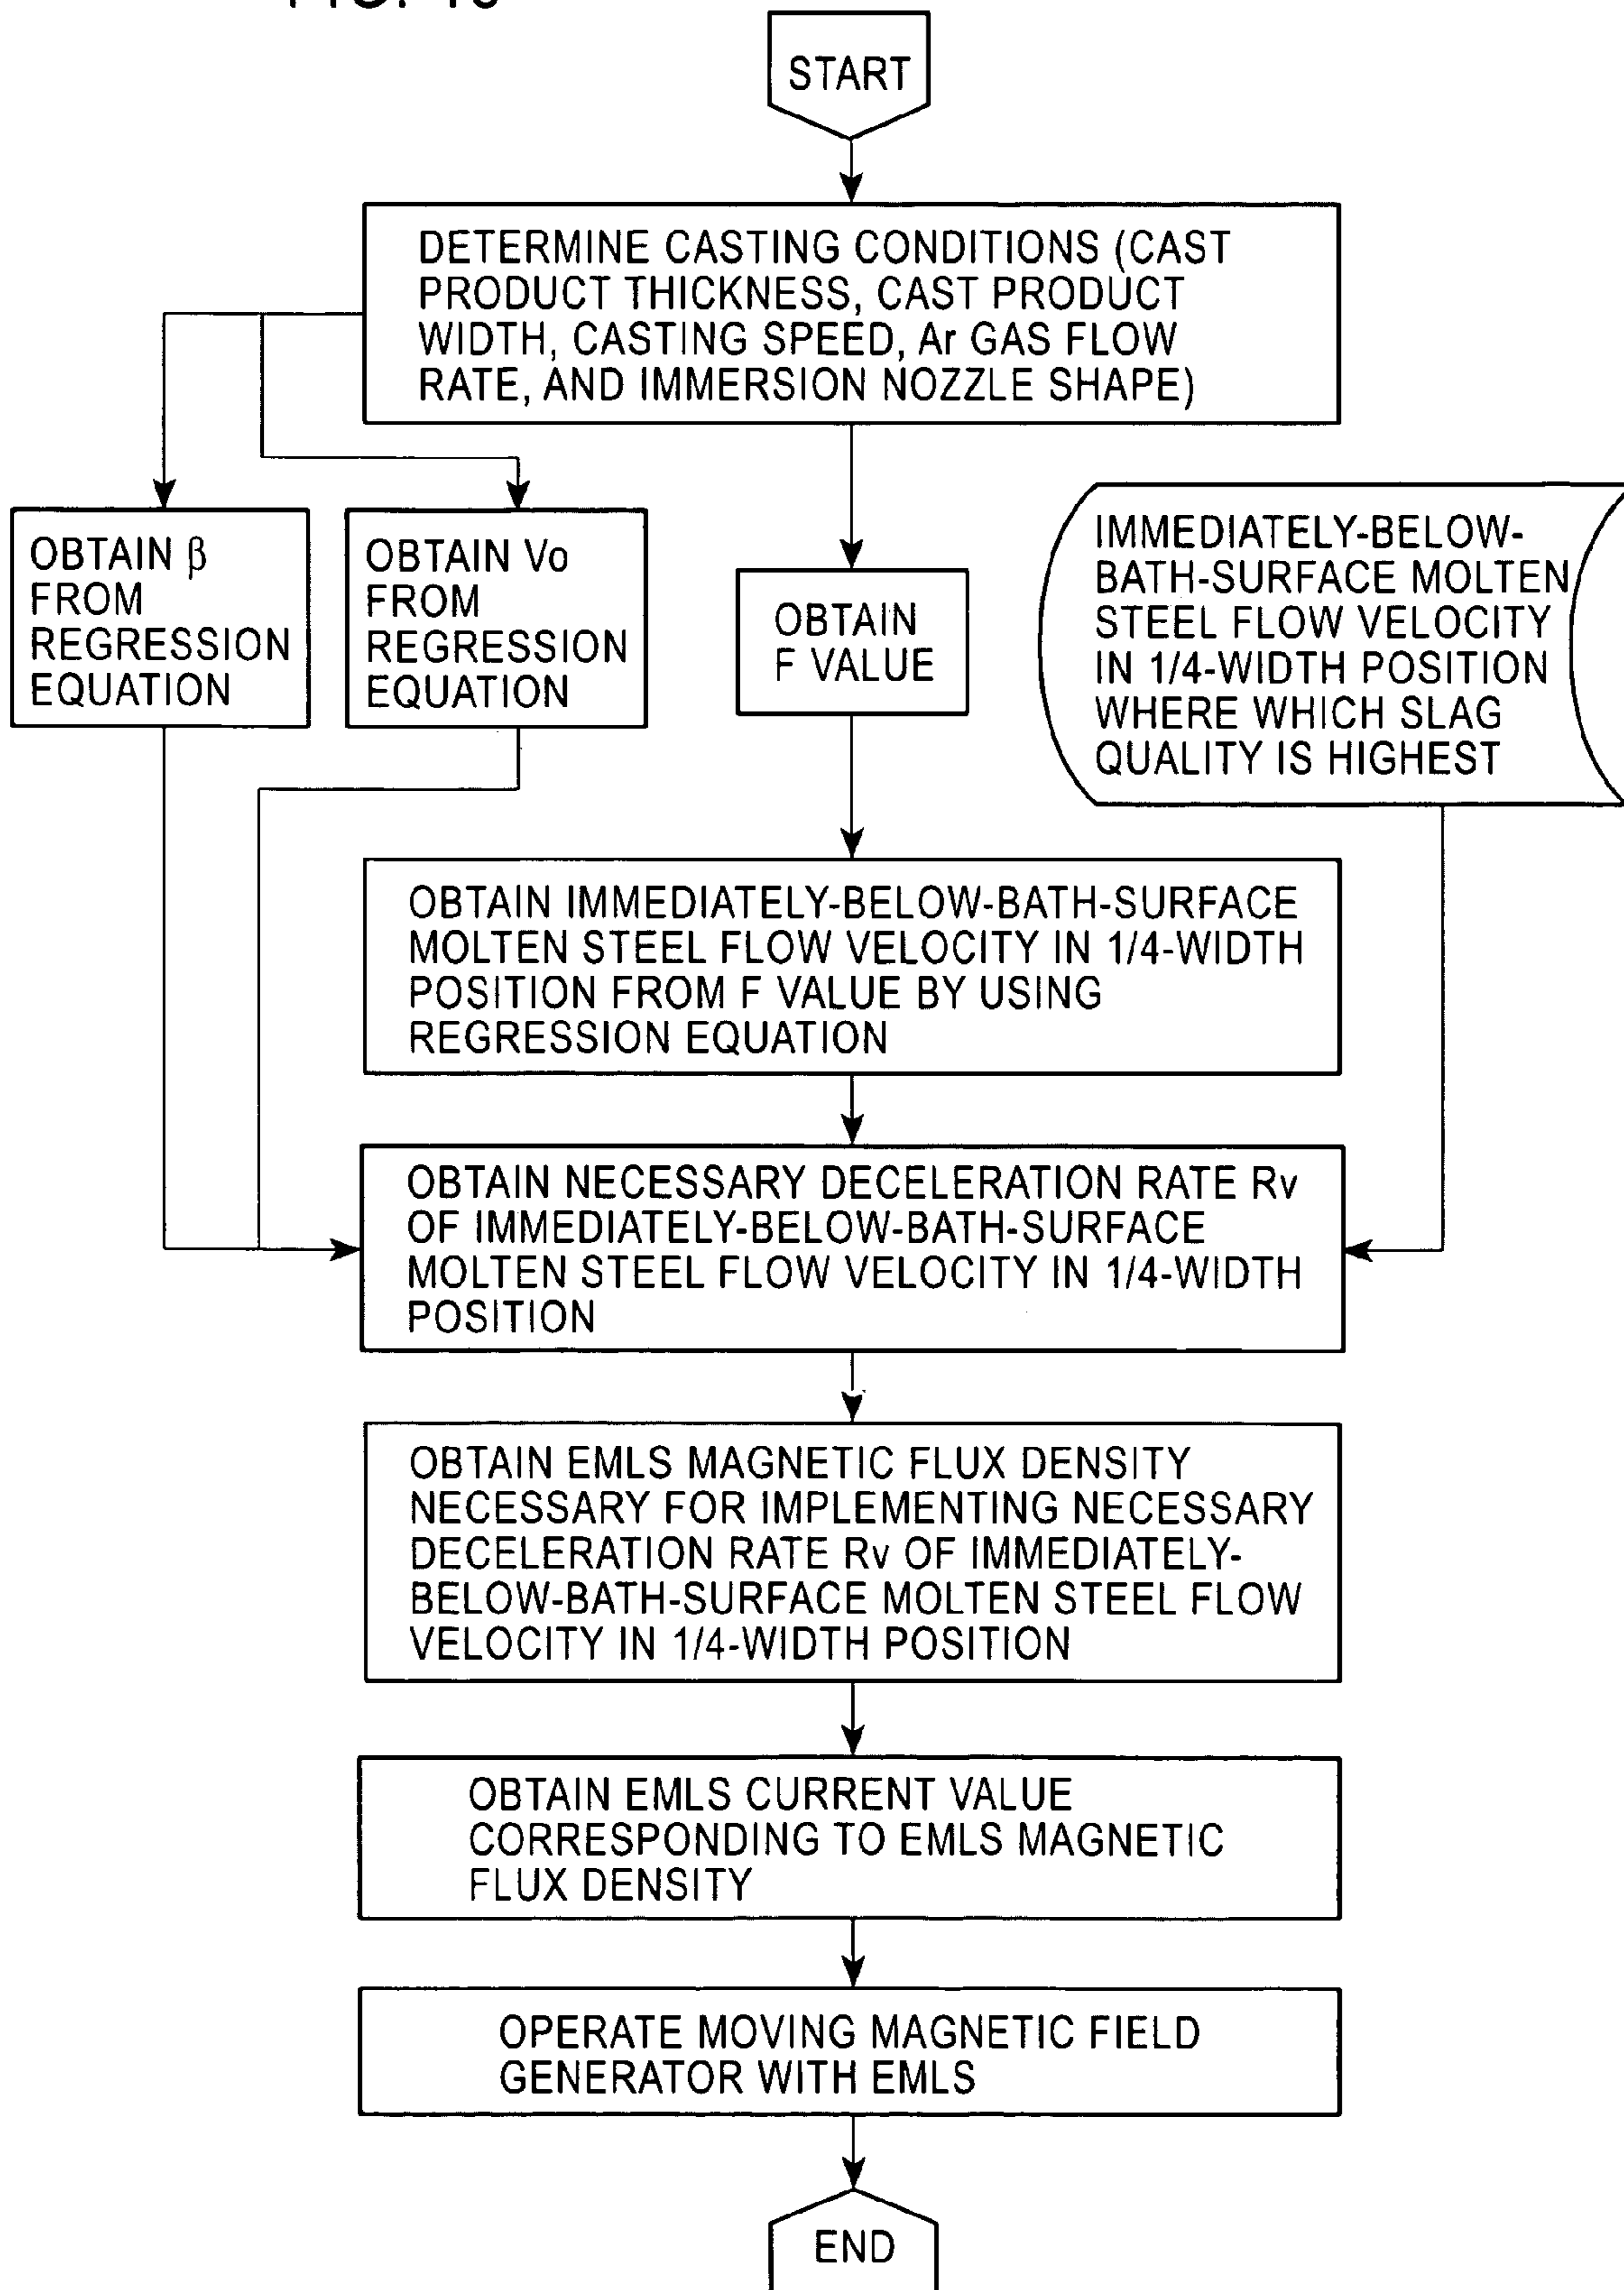 START
DETERMINE CASTING CONDITIONS (CAST
PRODUCT THICKNESS, CAST PRODUCT
WIDTH, CASTING SPEED, Ar GAS FLOW
RATE, AND IMMERSION NOZZLE SHAPE)
OBTAIN β
FROM
REGRESSION
EQUATION
OBTAIN Vo
FROM
REGRESSION
EQUATION
OBTAIN
F VALUE
IMMEDIATELY-BELOW-
BATH-SURFACE MOLTEN
STEEL FLOW VELOCITY
IN 1/4-WIDTH POSITION
WHERE WHICH SLAG
QUALITY IS HIGHEST
OBTAIN IMMEDIATELY-BELOW-BATH-SURFACE
MOLTEN STEEL FLOW VELOCITY IN 1/4-WIDTH
POSITION FROM F VALUE BY USING
REGRESSION EQUATION
OBTAIN NECESSARY DECELERATION RATE Rv
OF IMMEDIATELY-BELOW-BATH-SURFACE
MOLTEN STEEL FLOW VELOCITY IN 1/4-WIDTH
POSITION
OBTAIN EMLS MAGNETIC FLUX DENSITY
NECESSARY FOR IMPLEMENTING NECESSARY
DECELERATION RATE Rv OF IMMEDIATELY-
BELOW-BATH-SURFACE MOLTEN STEEL FLOW
VELOCITY IN 1/4-WIDTH POSITION
OBTAIN EMLS CURRENT VALUE
CORRESPONDING TO EMLS MAGNETIC
FLUX DENSITY
OPERATE MOVING MAGNETIC FIELD
GENERATOR WITH EMLS
END